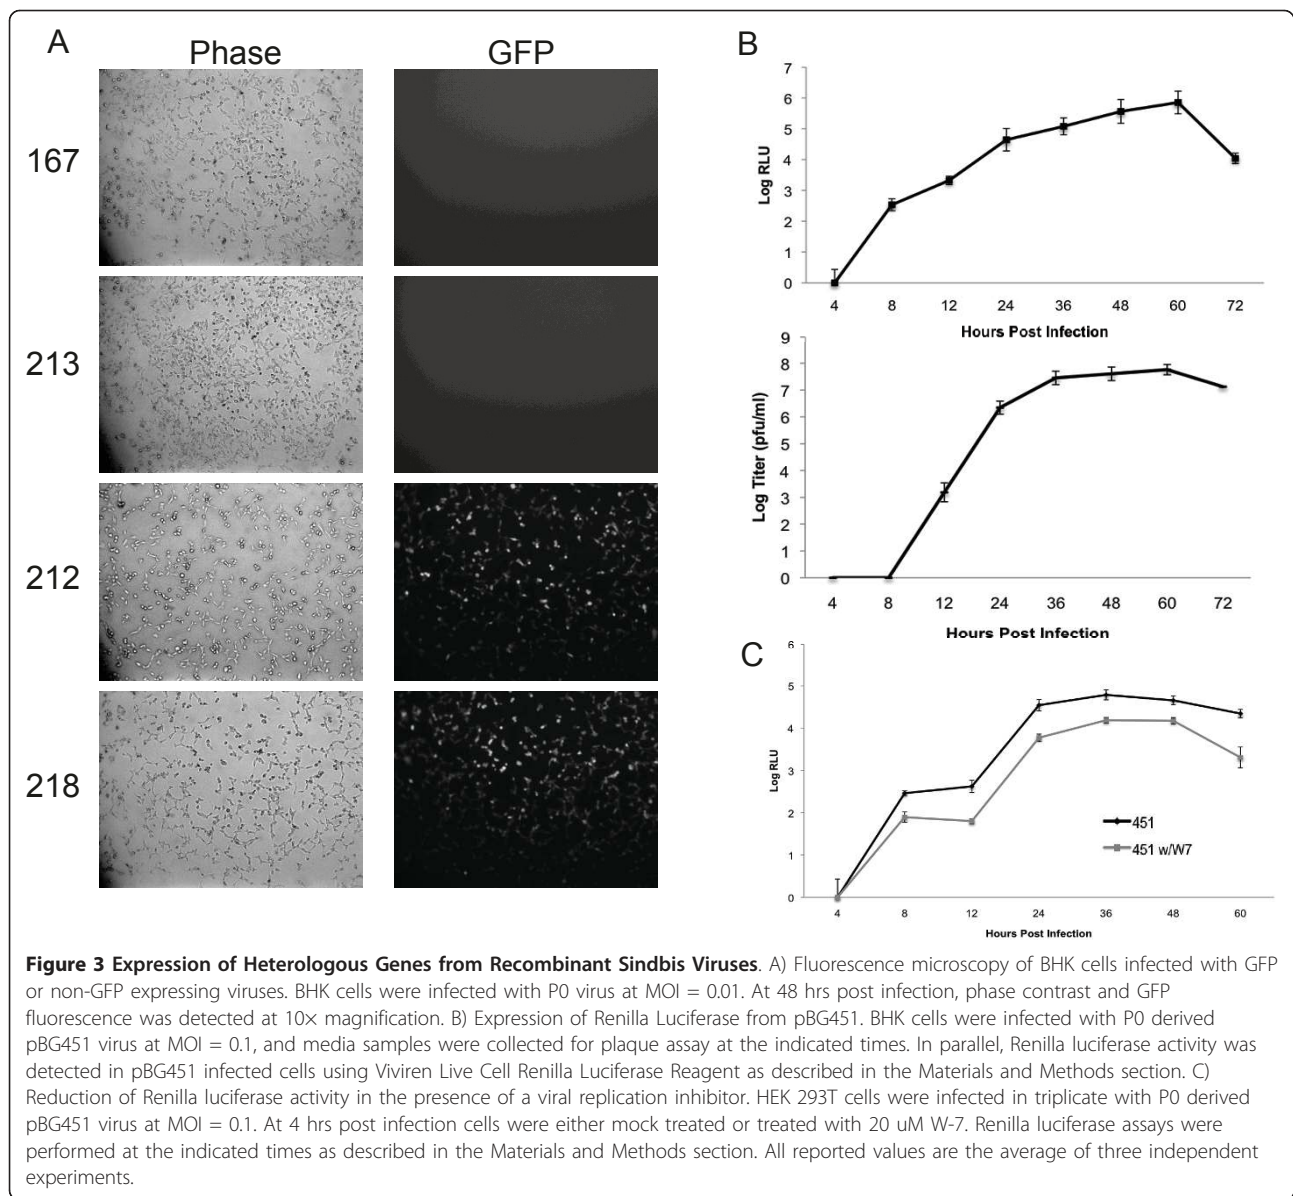 A
Phase
GFP
167
213
212
218
B
7
6
5
4
3
2
1
0
Log RLU
4 8 12 24 36 48 60 72
Hours Post Infection
9
8
7
6
5
4
3
2
1
0
Log Titer (pfu/ml)
4 8 12 24 36 48 60 72
Hours Post Infection
C
6
5
4
3
2
1
0
Log RLU
451
451 w/W7
4 8 12 24 36 48 60
Hours Post Infection
Figure 3 Expression of Heterologous Genes from Recombinant Sindbis Viruses. A) Fluorescence microscopy of BHK cells infected with GFP
or non-GFP expressing viruses. BHK cells were infected with P0 virus at MOI = 0.01. At 48 hrs post infection, phase contrast and GFP
fluorescence was detected at 10× magnification. B) Expression of Renilla Luciferase from pBG451. BHK cells were infected with P0 derived
pBG451 virus at MOI = 0.1, and media samples were collected for plaque assay at the indicated times. In parallel, Renilla luciferase activity was
detected in pBG451 infected cells using Viviren Live Cell Renilla Luciferase Reagent as described in the Materials and Methods section. C)
Reduction of Renilla luciferase activity in the presence of a viral replication inhibitor. HEK 293T cells were infected in triplicate with P0 derived
pBG451 virus at MOI = 0.1. At 4 hrs post infection cells were either mock treated or treated with 20 uM W-7. Renilla luciferase assays were
performed at the indicated times as described in the Materials and Methods section. All reported values are the average of three independent
experiments.